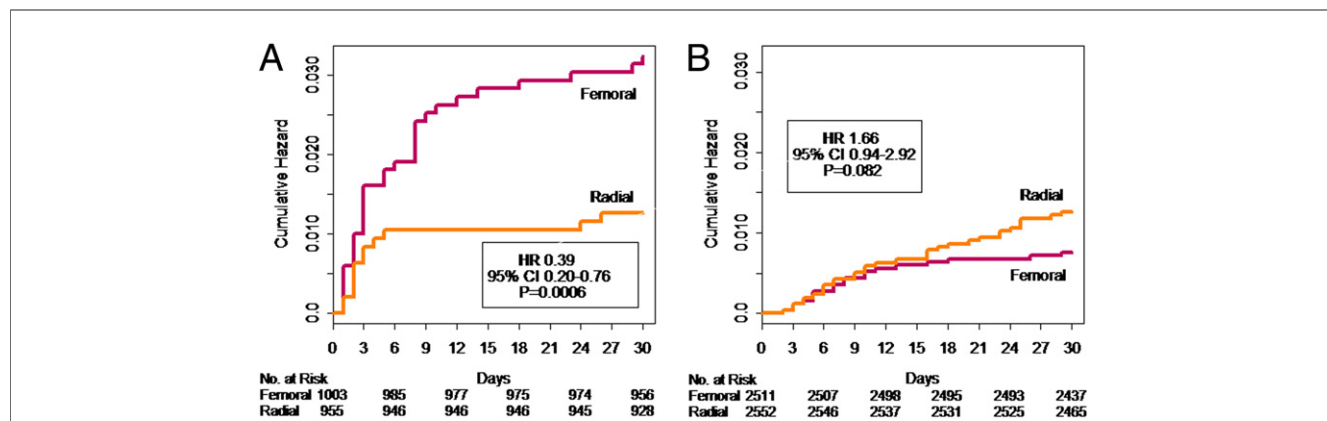 A
Cumulative Hazard
0.030
0.020
0.010
0.0
Femoral
Radial
HR 0.39
95% CI 0.20-0.76
P=0.0006
0 3 6 9 12 15 18 21 24 27 30
No. at Risk Days
Femoral 1003 985 977 975 974 956
Radial 955 946 946 946 945 928
B
Cumulative Hazard
0.030
0.020
0.010
0.0
HR 1.66
95% CI 0.94-2.92
P=0.082
Radial
Femoral
0 3 6 9 12 15 18 21 24 27 30
No. at Risk Days
Femoral 2511 2507 2498 2495 2493 2437
Radial 2552 2546 2537 2531 2525 2465